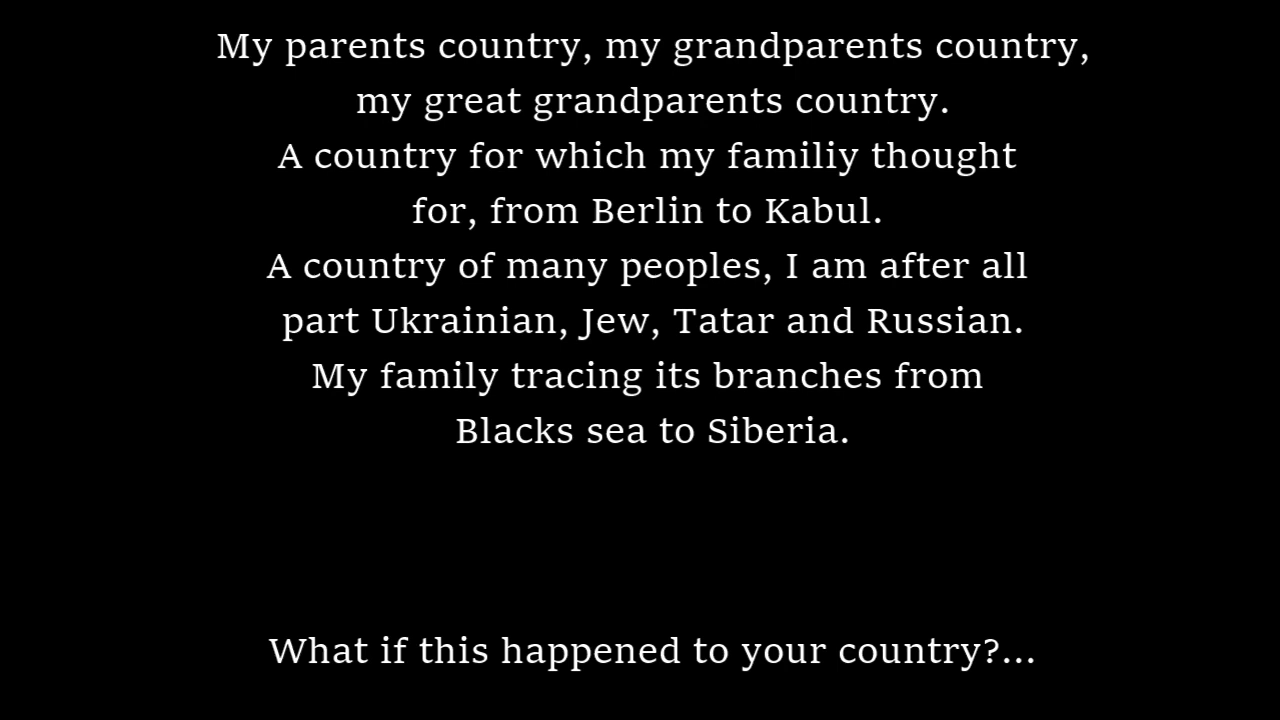 My parents country, my grandparents country,
my great grandparents country.
A country for which my familiy thought
for, from Berlin to Kabul.
A country of many peoples, I am after all
part Ukrainian, Jew, Tatar and Russian.
My family tracing its branches from
Blacks sea to Siberia.
What if this happened to your country?...